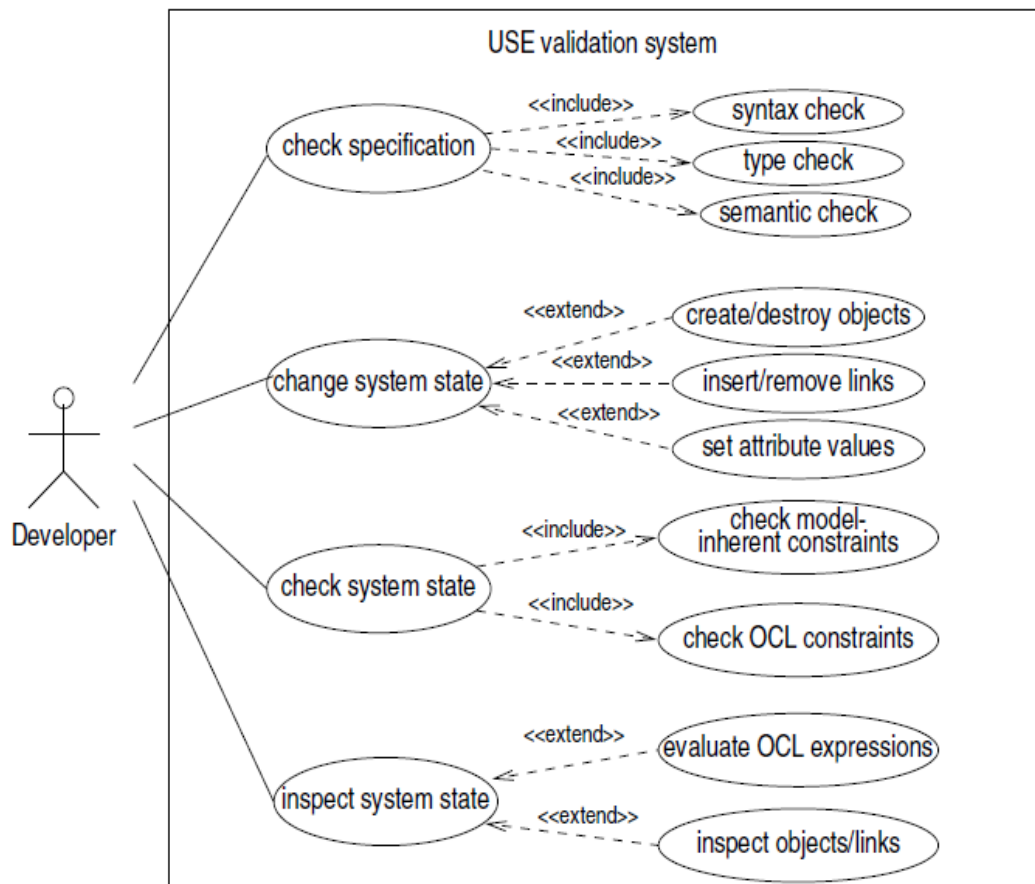 USE validation system
<<include>>
syntax check
check specification
<<include>>
type check
<<include>>
semantic check
<<extend>>
create/destroy objects
<<extend>>
change system state
insert/remove links
<<extend>>
set attribute values
Developer
check model-
inherent constraints
<<include>>
check system state
<<include>>
check OCL constraints
<<extend>>
evaluate OCL expressions
inspect system state
<<extend>>
inspect objects/links